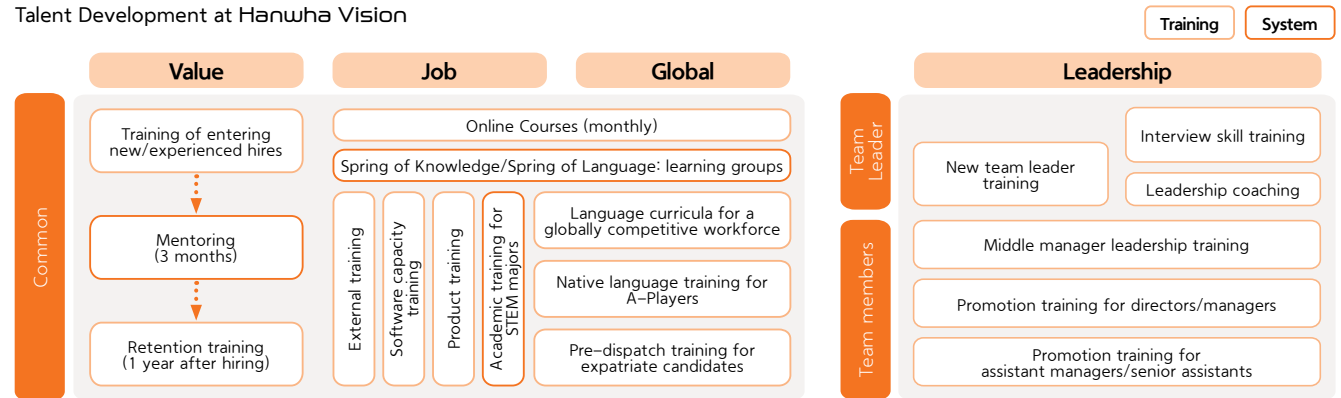 Talent Development at Hanwha Vision
Training
System
Value
Job
Global
Leadership
Common
Training of entering
new/experienced hires
Mentoring
(3 months)
Retention training
(1 year after hiring)
Online Courses (monthly)
Spring of Knowledge/Spring of Language: learning groups
External training
Software capacity
training
Product training
Academic training for
STEM majors
Language curricula for a
globally competitive workforce
Native language training for
A-Players
Pre-dispatch training for
expatriate candidates
Team
Leader
New team leader
training
Interview skill training
Leadership coaching
Team members
Middle manager leadership training
Promotion training for directors/managers
Promotion training for
assistant managers/senior assistants